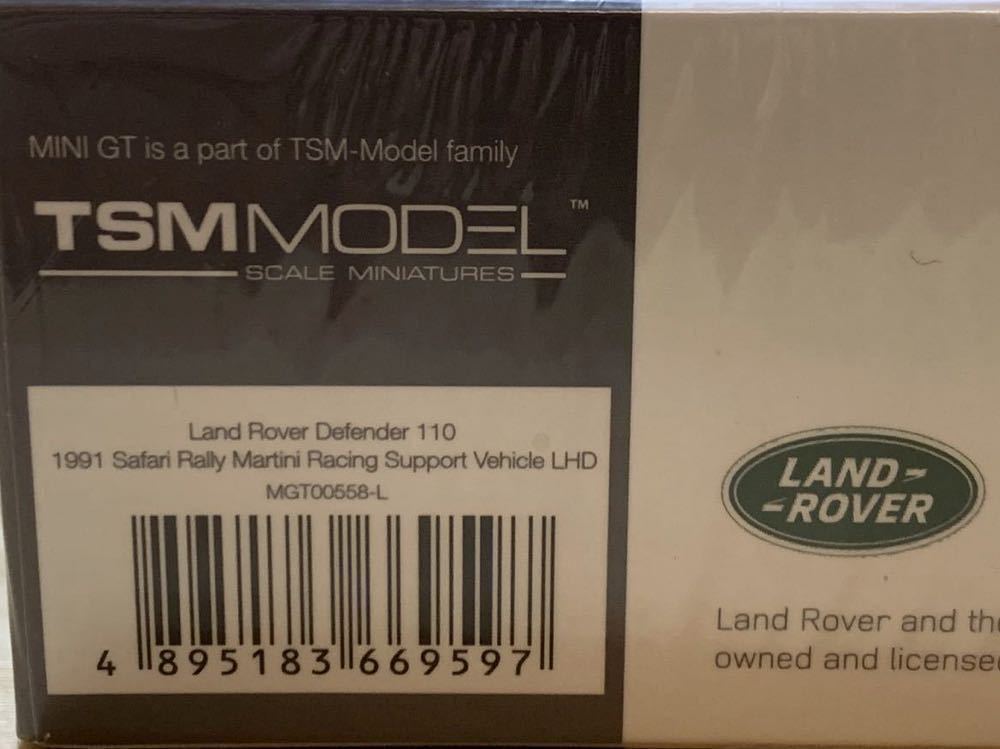 MINI GT is a part of TSM-Model family
TSMMODEL™
SCALE MINIATURES
Land Rover Defender 110
1991 Safari Rally Martini Racing Support Vehicle LHD
MGT00558-L
4 895183 669597
LAND-
-ROVER
Land Rover and the
owned and license